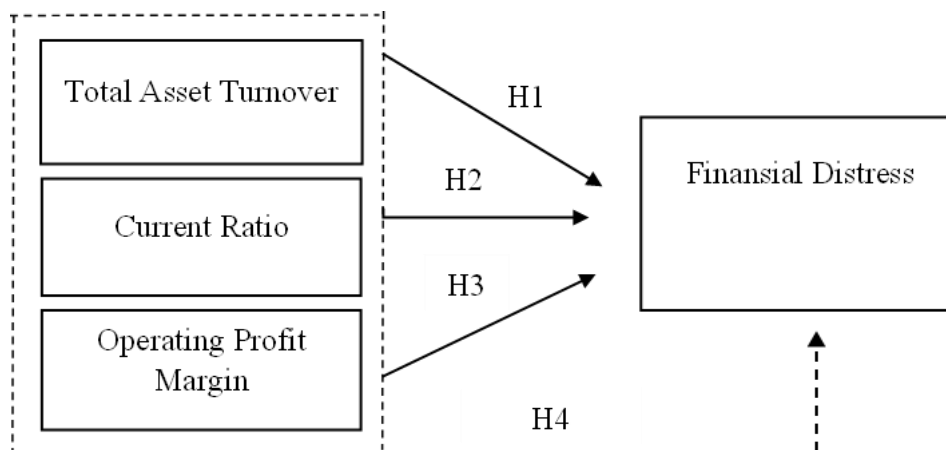 Total Asset Turnover
H1
Finansial Distress
H2
Current Ratio
H3
Operating Profit
Margin
H4